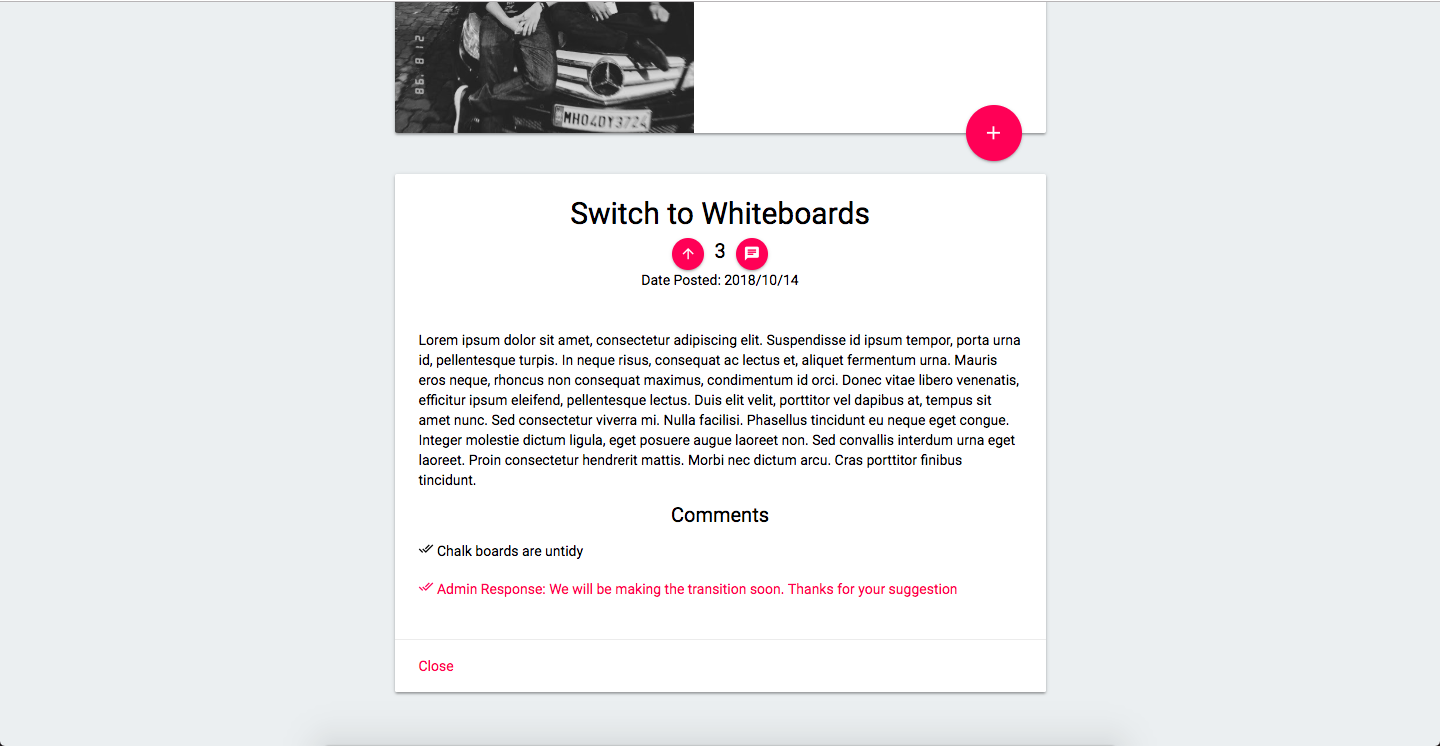 '98 8 12
MH04DY3724
Switch to Whiteboards
3
Date Posted: 2018/10/14
Lorem ipsum dolor sit amet, consectetur adipiscing elit. Suspendisse id ipsum tempor, porta urna
id, pellentesque turpis. In neque risus, consequat ac lectus et, aliquet fermentum urna. Mauris
eros neque, rhoncus non consequat maximus, condimentum id orci. Donec vitae libero venenatis,
efficitur ipsum eleifend, pellentesque lectus. Duis elit velit, porttitor vel dapibus at, tempus sit
amet nunc. Sed consectetur viverra mi. Nulla facilisi. Phasellus tincidunt eu neque eget congue.
Integer molestie dictum ligula, eget posuere augue laoreet non. Sed convallis interdum urna eget
laoreet. Proin consectetur hendrerit mattis. Morbi nec dictum arcu. Cras porttitor finibus
tincidunt.
Comments
Chalk boards are untidy
Admin Response: We will be making the transition soon. Thanks for your suggestion
Close